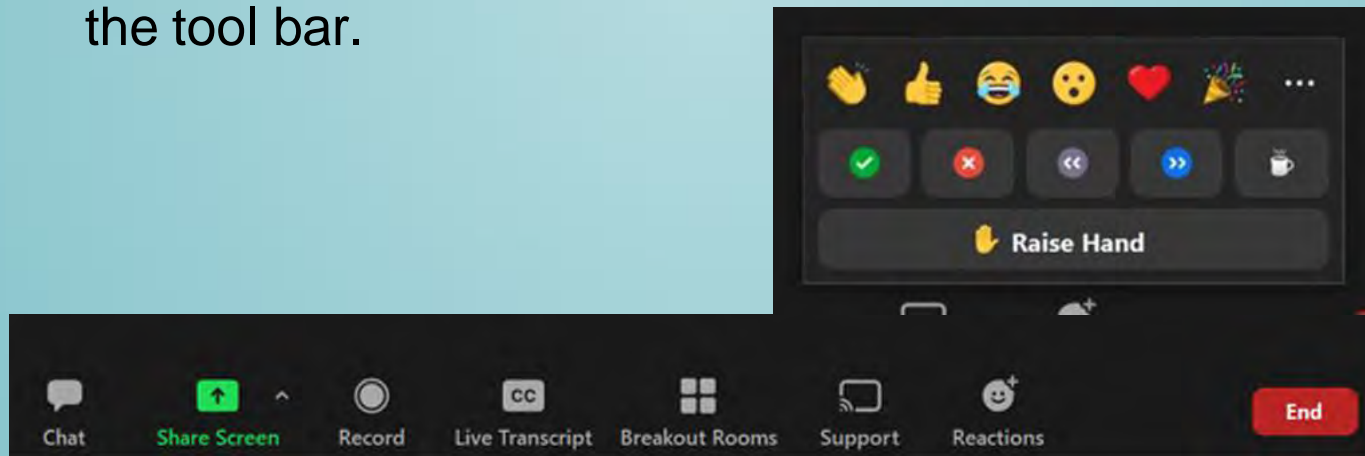 the tool bar.
Raise Hand
Chat Share Screen Record Live Transcript Breakout Rooms Support Reactions End
CC